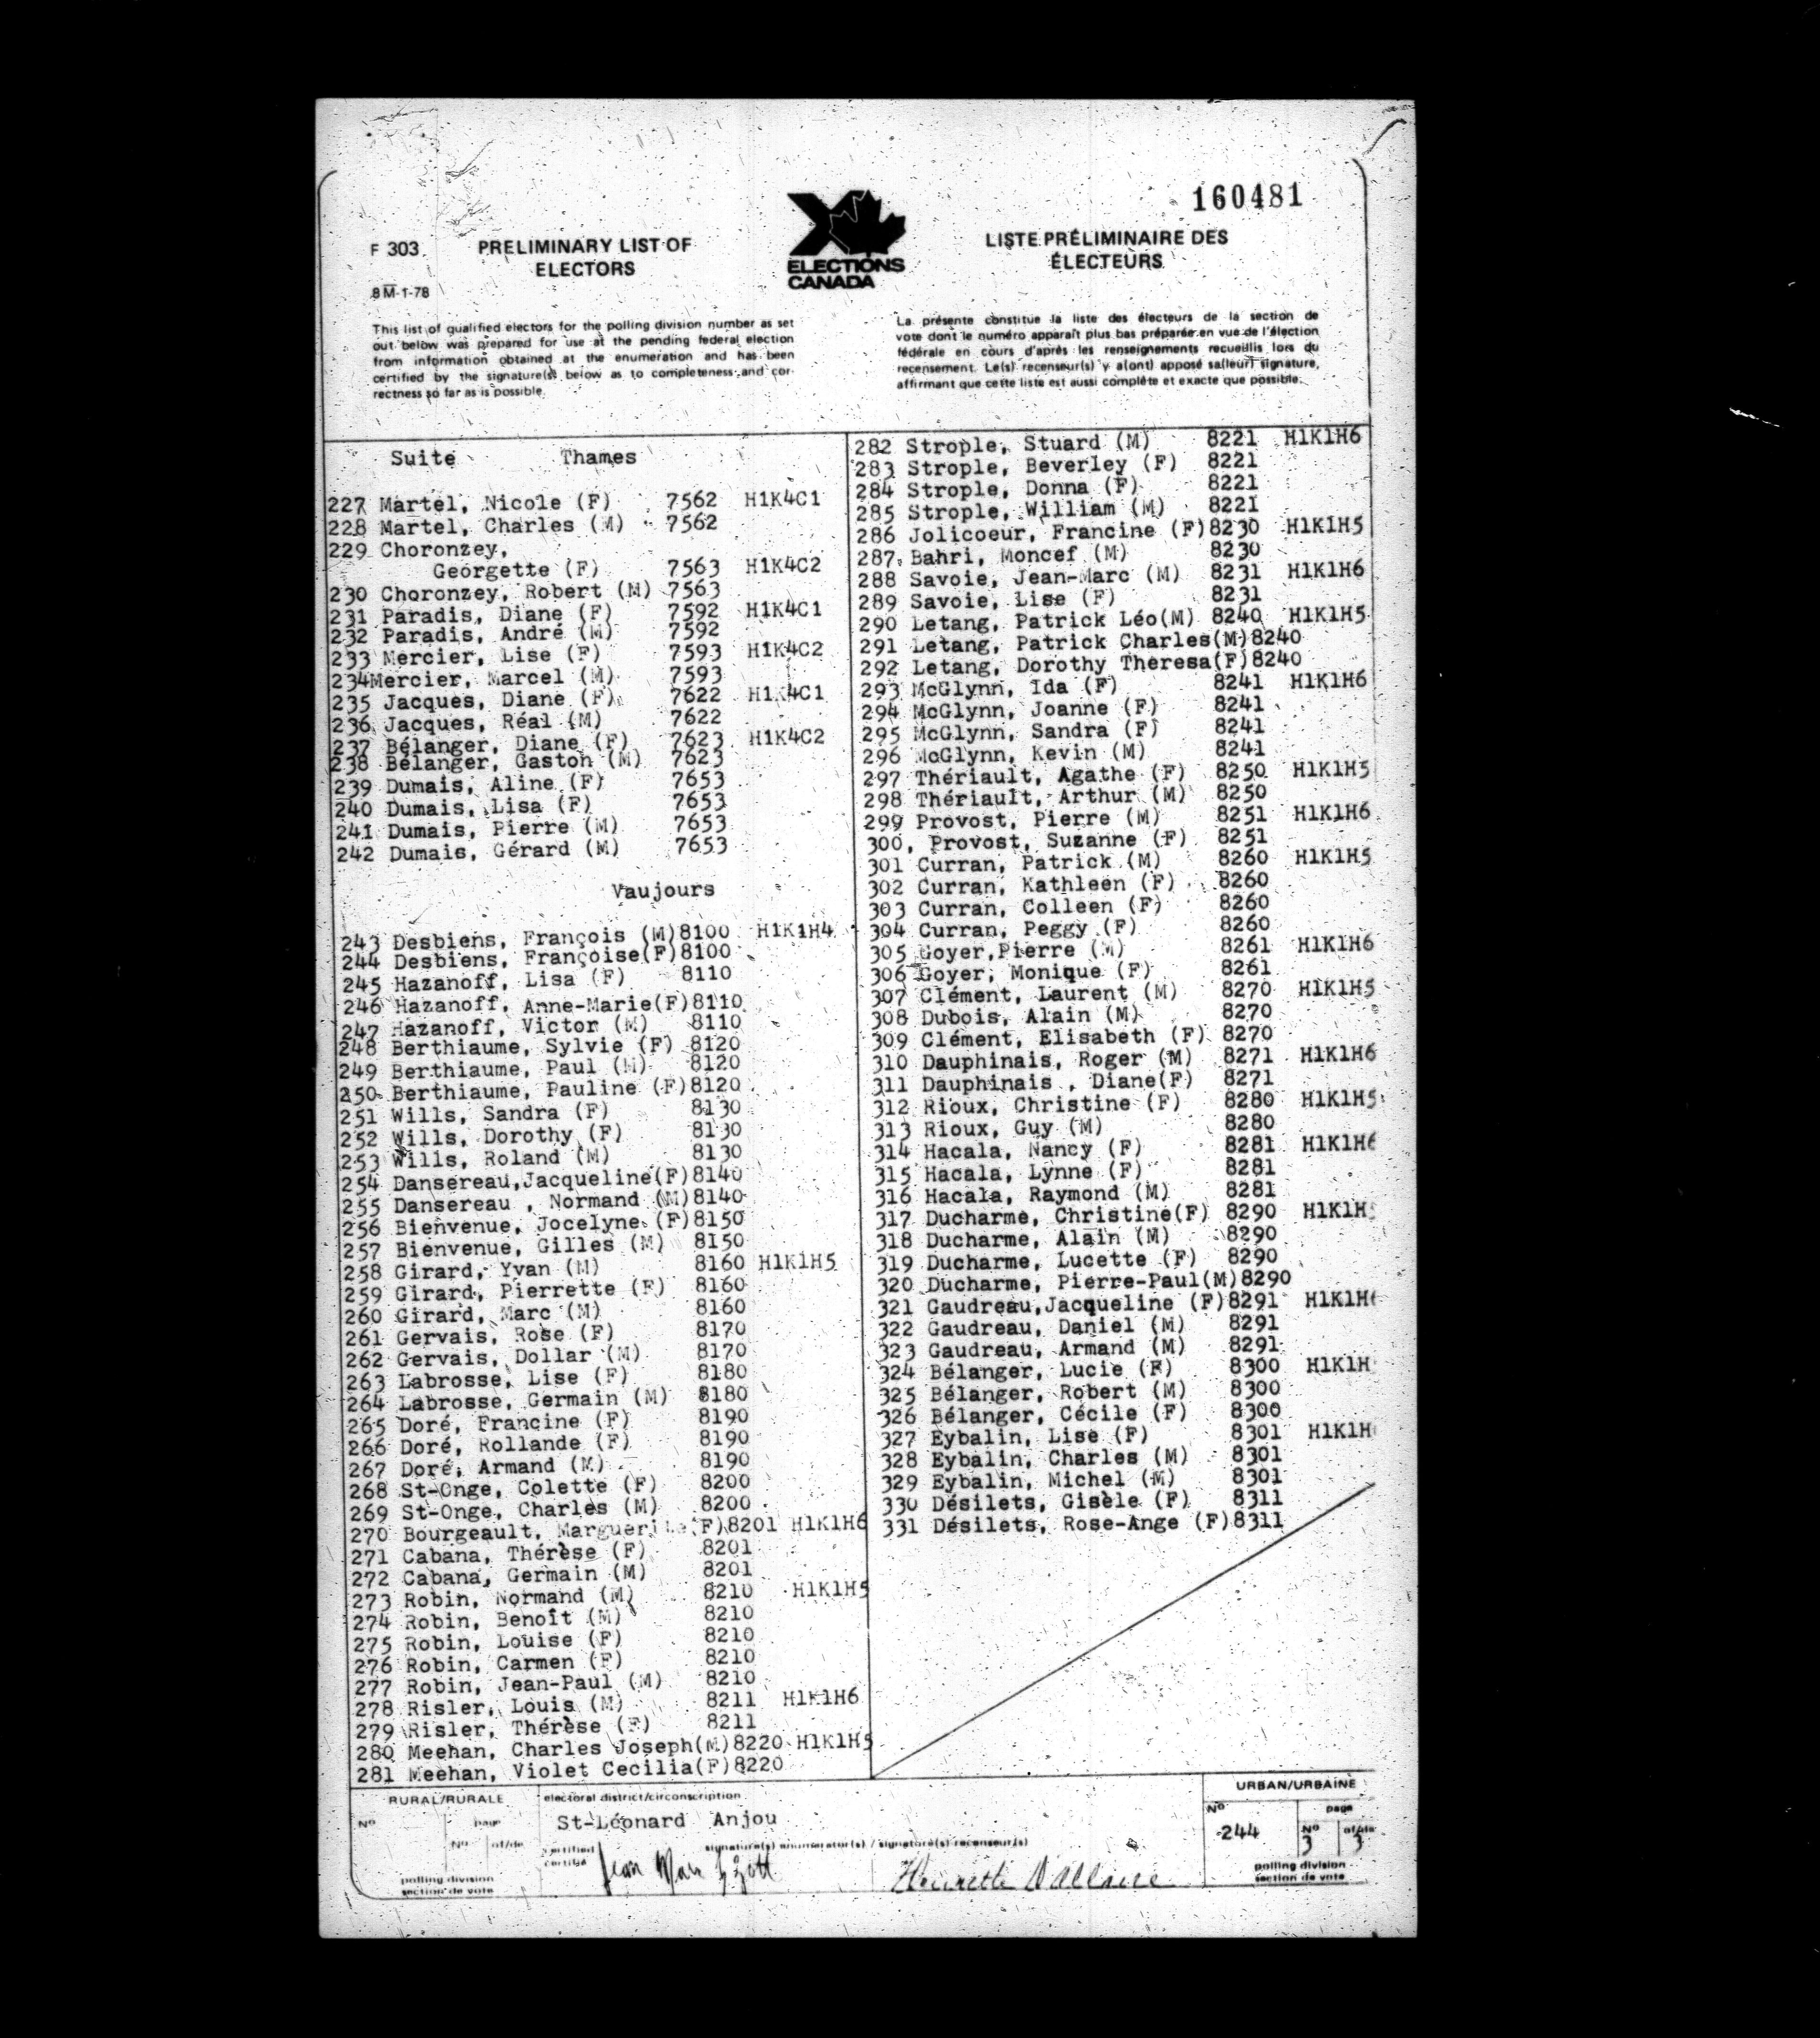 160481
F 303
PRELIMINARY LIST OF
ELECTORS
8M-1-78
ELECTIONS
CANADA
LISTE PRÉLIMINAIRE DES
ÉLECTEURS
This list of qualified electors for the polling division number as set
out below was prepared for use at the pending federal election
from information obtained at the enumeration and has been
certified by the signature(s) below as to completeness and cor-
rectness so far as is possible.
La présente constitue la liste des électeurs de la section de
vote dont le numéro apparaît plus bas préparée en vue de l'élection
fédérale en cours d'après les renseignements recueillis lors du
recensement. Le(s) recenseur(s) y a(ont) apposé sa(leur) signature,
affirmant que cette liste est aussi complète et exacte que possible.
Suite Thames
227 Martel, Nicole (F) 7562 H1K4C1
228 Martel, Charles (M) 7562
229 Choronzey,
Georgette (F) 7563 H1K4C2
230 Choronzey, Robert (M) 7563
231 Paradis, Diane (F) 7592 H1K4C1
232 Paradis, André (M) 7592
233 Mercier, Lise (F) 7593 H1K4C2
234Mercier, Marcel (M) 7593
235 Jacques, Diane (F) 7622 H1K4C1
236 Jacques, Réal (M) 7622
237 Bélanger, Diane (F) 7623 H1K4C2
238 Bélanger, Gaston (M) 7623
239 Dumais, Aline (F) 7653
240 Dumais, Lisa (F) 7653
241 Dumais, Pierre (M) 7653
242 Dumais, Gérard (M) 7653
Vaujours
243 Desbiens, François (M)8100 H1K1H4
244 Desbiens, Françoise(F)8100
245 Hazanoff, Lisa (F) 8110
246 Hazanoff, Anne-Marie(F)8110
247 Hazanoff, Victor (M) 8110
248 Berthiaume, Sylvie (F) 8120
249 Berthiaume, Paul (M) 8120
250 Berthiaume, Pauline (F)8120
251 Wills, Sandra (F) 8130
252 Wills, Dorothy (F) 8130
253 Wills, Roland (M) 8130
254 Dansereau,Jacqueline(F)8140
255 Dansereau , Normand (M)8140
256 Bienvenue, Jocelyne (F)8150
257 Bienvenue, Gilles (M) 8150
258 Girard, Yvan (M) 8160 H1K1H5
259 Girard, Pierrette (F) 8160
260 Girard, Marc (M) 8160
261 Gervais, Rose (F) 8170
262 Gervais, Dollar (M) 8170
263 Labrosse, Lise (F) 8180
264 Labrosse, Germain (M) 8180
265 Doré, Francine (F) 8190
266 Doré, Rollande (F) 8190
267 Doré, Armand (M) 8190
268 St-Onge, Colette (F) 8200
269 St-Onge, Charles (M) 8200
270 Bourgeault, Marguerite(F)8201 H1K1H6
271 Cabana, Thérèse (F) 8201
272 Cabana, Germain (M) 8201
273 Robin, Normand (M) 8210 H1K1H5
274 Robin, Benoît (M) 8210
275 Robin, Louise (F) 8210
276 Robin, Carmen (F) 8210
277 Robin, Jean-Paul (M) 8210
278 Risler, Louis (M) 8211 H1K1H6
279 Risler, Thérèse (F) 8211
280 Meehan, Charles Joseph(M)8220 H1K1H5
281 Meehan, Violet Cecilia(F)8220
282 Strople, Stuard (M) 8221 H1K1H6
283 Strople, Beverley (F) 8221
284 Strople, Donna (F) 8221
285 Strople, William (M) 8221
286 Jolicoeur, Francine (F)8230 H1K1H5
287 Bahri, Moncef (M) 8230
288 Savoie, Jean-Marc (M) 8231 H1K1H6
289 Savoie, Lise (F) 8231
290 Letang, Patrick Léo(M) 8240 H1K1H5
291 Letang, Patrick Charles(M)8240
292 Letang, Dorothy Theresa(F)8240
293 McGlynn, Ida (F) 8241 H1K1H6
294 McGlynn, Joanne (F) 8241
295 McGlynn, Sandra (F) 8241
296 McGlynn, Kevin (M) 8241
297 Thériault, Agathe (F) 8250 H1K1H5
298 Thériault, Arthur (M) 8250
299 Provost, Pierre (M) 8251 H1K1H6
300, Provost, Suzanne (F) 8251
301 Curran, Patrick (M) 8260 H1K1H5
302 Curran, Kathleen (F) 8260
303 Curran, Colleen (F) 8260
304 Curran, Peggy (F) 8260
305 Goyer,Pierre (M) 8261 H1K1H6
306 Goyer, Monique (F) 8261
307 Clément, Laurent (M) 8270 H1K1H5
308 Dubois, Alain (M) 8270
309 Clément, Elisabeth (F) 8270
310 Dauphinais, Roger (M) 8271 H1K1H6
311 Dauphinais , Diane(F) 8271
312 Rioux, Christine (F) 8280 H1K1H5
313 Rioux, Guy (M) 8280
314 Hacala, Nancy (F) 8281 H1K1H6
315 Hacala, Lynne (F) 8281
316 Hacala, Raymond (M) 8281
317 Ducharme, Christine(F) 8290 H1K1H
318 Ducharme, Alain (M) 8290
319 Ducharme, Lucette (F) 8290
320 Ducharme, Pierre-Paul(M)8290
321 Gaudreau,Jacqueline (F)8291 H1K1H6
322 Gaudreau, Daniel (M) 8291
323 Gaudreau, Armand (M) 8291
324 Bélanger, Lucie (F) 8300 H1K1H
325 Bélanger, Robert (M) 8300
326 Bélanger, Cécile (F) 8300
327 Eybalin, Lise (F) 8301 H1K1H
328 Eybalin, Charles (M) 8301
329 Eybalin, Michel (M) 8301
330 Désilets, Gisèle (F) 8311
331 Désilets, Rose-Ange (F)8311
RURAL/RURALE
No page
No of/de
polling division
section de vote
electoral district/circonscription
St-Léonard Anjou
certified
certifié
signature(s) enumerator(s) / signature(s) recenseur(s)
Jean Marc
Henriette Dallaire
URBAN/URBAINE
No page
244
No of/de
3 3
polling division
section de vote